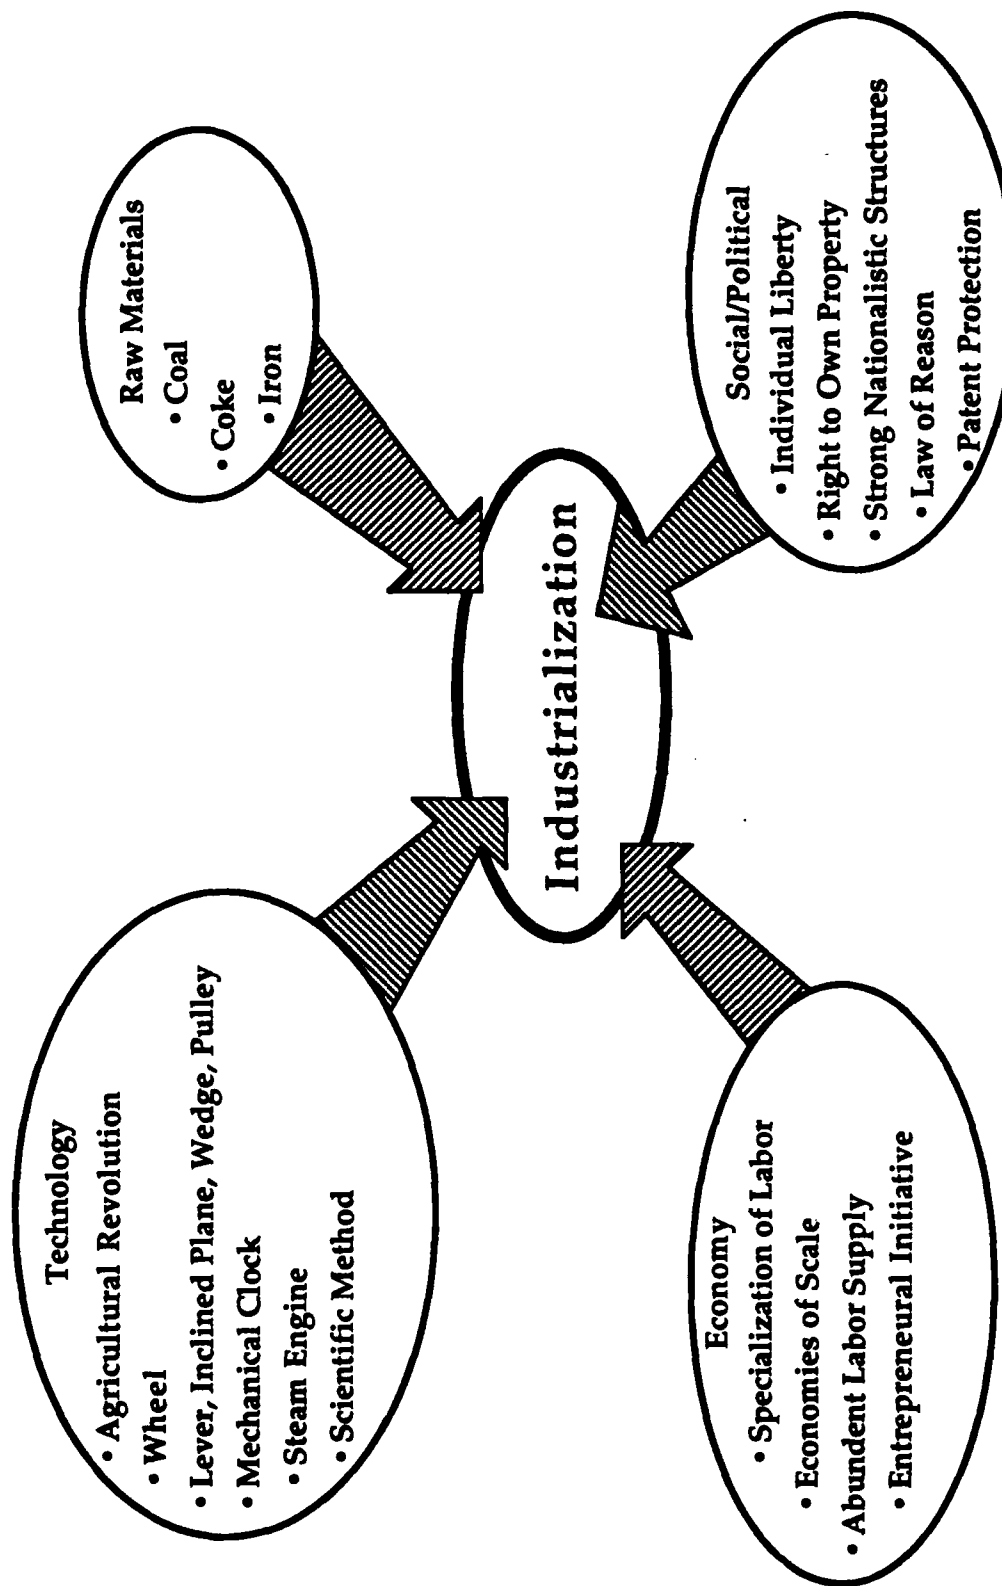 Technology
• Agricultural Revolution
• Wheel
• Lever, Inclined Plane, Wedge, Pulley
• Mechanical Clock
• Steam Engine
• Scientific Method
Raw Materials
• Coal
• Coke
• Iron
Industrialization
Economy
• Specialization of Labor
• Economies of Scale
• Abundent Labor Supply
• Entrepreneural Initiative
Social/Political
• Individual Liberty
• Right to Own Property
• Strong Nationalistic Structures
• Law of Reason
• Patent Protection